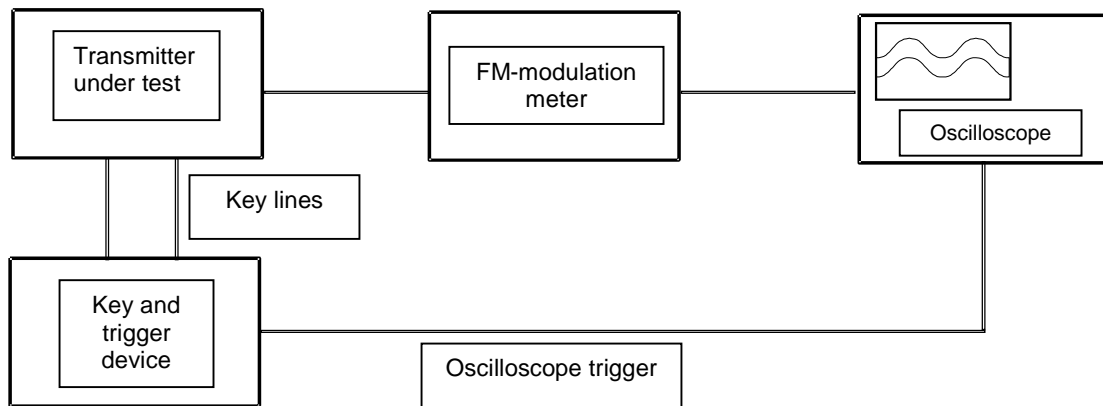 Transmitter
under test
FM-modulation
meter
Oscilloscope
Key lines
Key and
trigger
device
Oscilloscope trigger